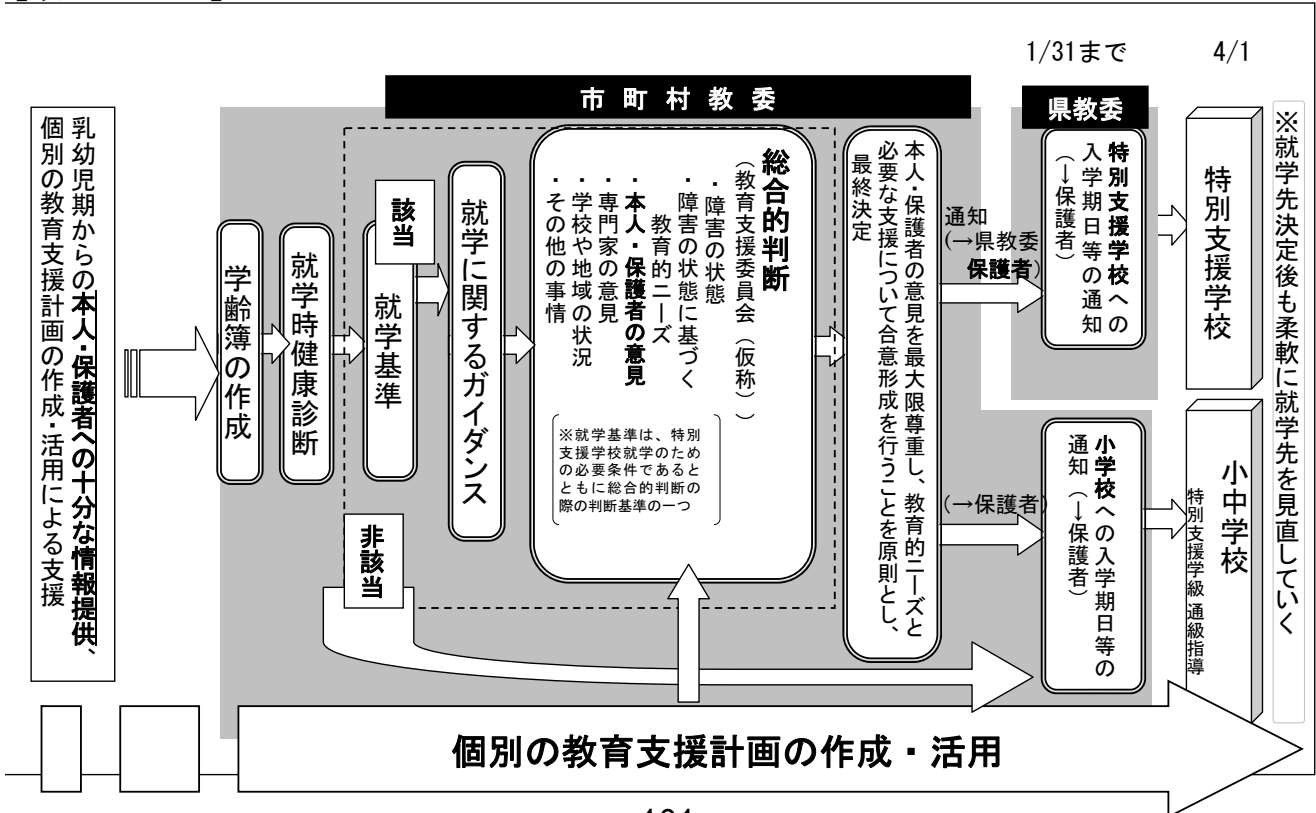 1/31まで
4/1
市町村教委
県教委
乳幼児期からの本人・保護者への十分な情報提供、
個別の教育支援計画の作成・活用による支援
学齢簿の作成
就学時健康診断
該当
就学基準
非該当
就学に関するガイダンス
総合的判断
(教育支援委員会(仮称))
・障害の状態
・障害の状態に基づく
教育的ニーズ
・本人・保護者の意見
・専門家の意見
・学校や地域の状況
・その他の事情
※就学基準は、特別
支援学校就学のため
の必要条件であると
ともに総合的判断の
際の判断基準の一つ
本人・保護者の意見を最大限尊重し、教育的ニーズと
必要な支援について合意形成を行うことを原則とし、
最終決定
通知
(→県教委
保護者)
(→保護者)
特別支援学校への
入学期日等の通知
(→保護者)
小学校への入学期日等の
通知(→保護者)
特別支援学校
小中学校
特別支援学級 通級指導
※就学先決定後も柔軟に就学先を見直していく
個別の教育支援計画の作成・活用